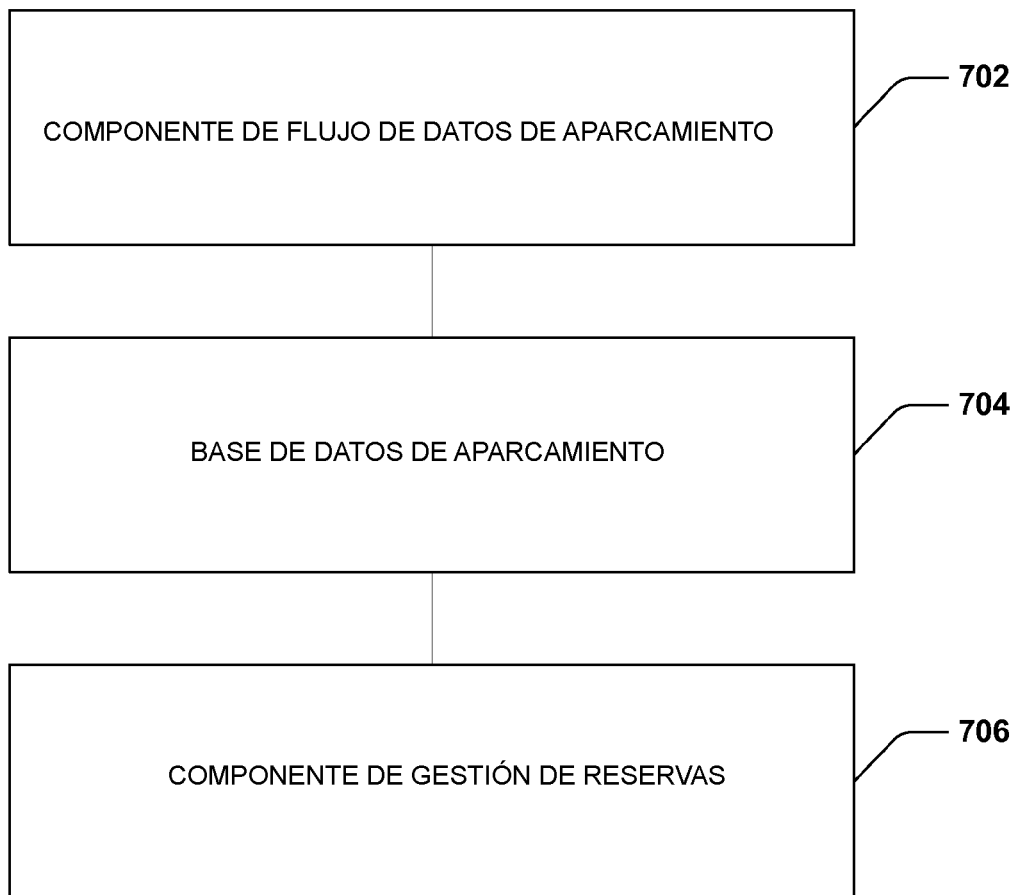 COMPONENTE DE FLUJO DE DATOS DE APARCAMIENTO
702
BASE DE DATOS DE APARCAMIENTO
704
COMPONENTE DE GESTIÓN DE RESERVAS
706